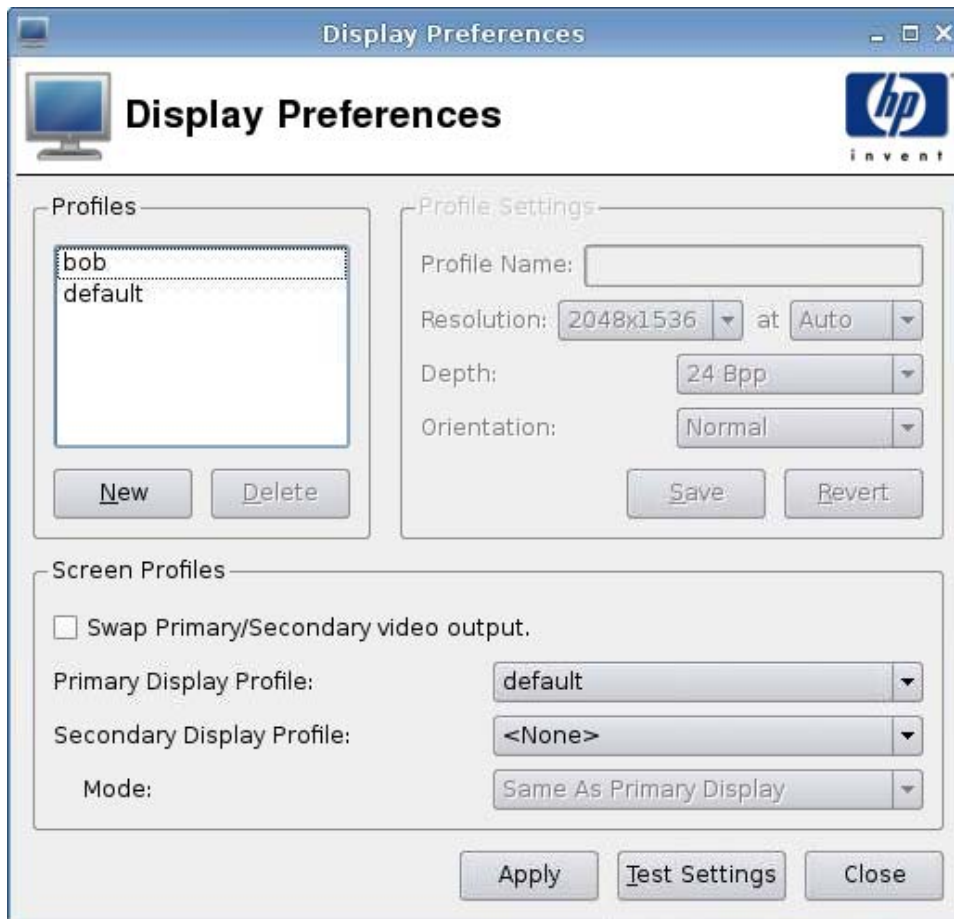 Display Preferences
Display Preferences
hp
invent
Profiles
bob
default
New
Delete
Profile Settings
Profile Name:
Resolution: 2048x1536 at Auto
Depth: 24 Bpp
Orientation: Normal
Save
Revert
Screen Profiles
Swap Primary/Secondary video output.
Primary Display Profile: default
Secondary Display Profile: <None>
Mode: Same As Primary Display
Apply
Test Settings
Close